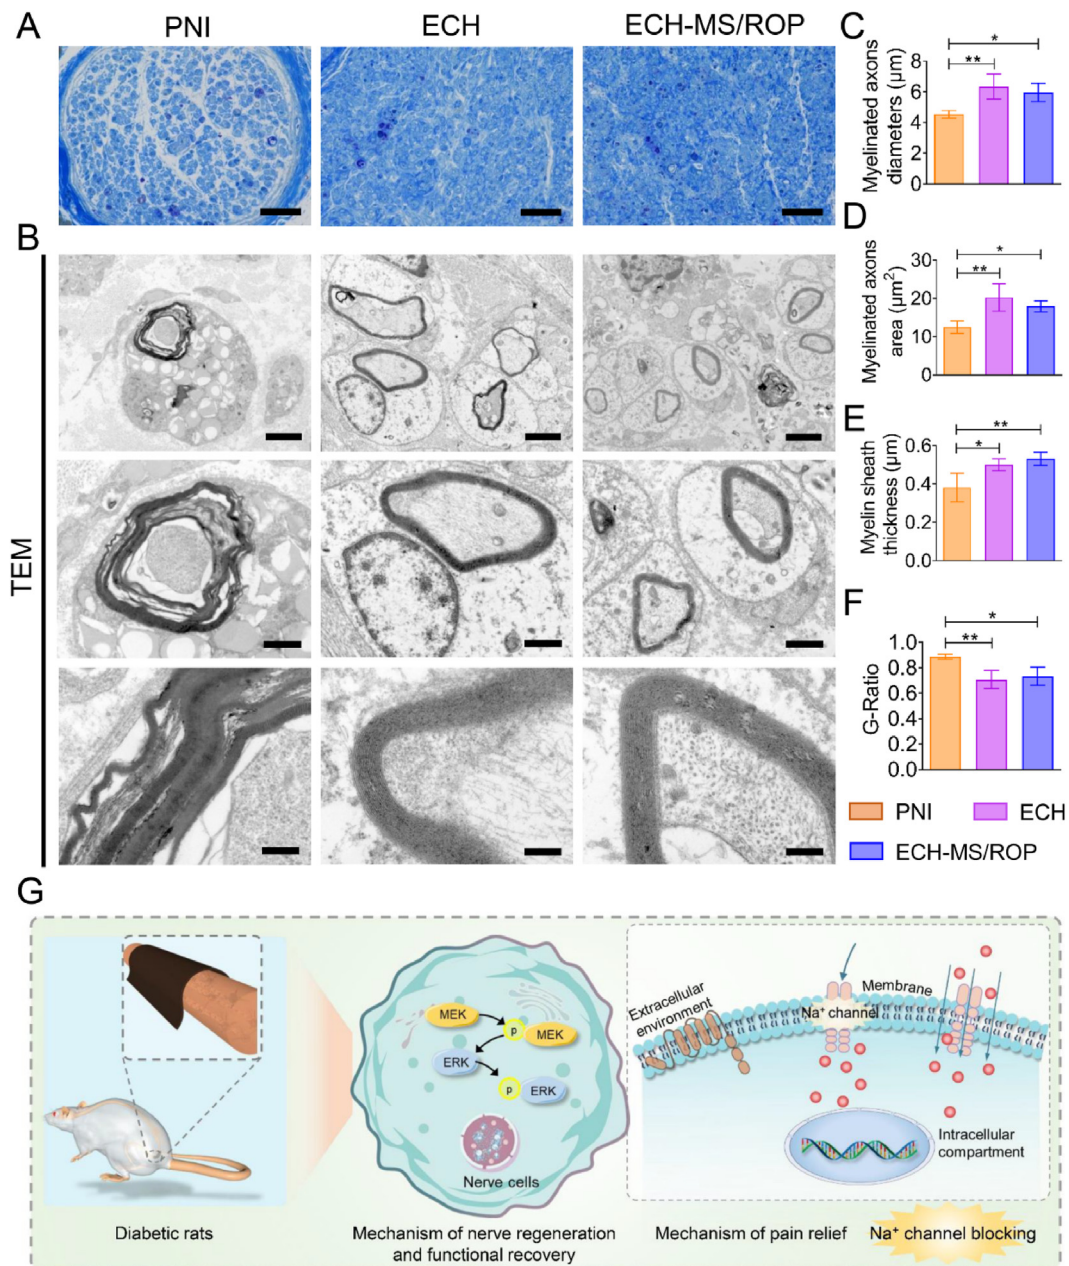 A
PNI
ECH
ECH-MS/ROP
B
TEM
C
Myelinated axons
diameters (μm)
8
6
4
2
0
**
*
D
Myelinated axons
area (μm²)
30
20
10
0
**
*
E
Myelin sheath
thickness (μm)
0.6
0.4
0.2
0.0
*
**
F
G-Ratio
1.0
0.8
0.6
0.4
0.2
0.0
**
*
PNI
ECH
ECH-MS/ROP
G
MEK
p
MEK
ERK
p
ERK
Nerve cells
Extracellular
environment
Na⁺ channel
Membrane
Intracellular
compartment
Diabetic rats
Mechanism of nerve regeneration
and functional recovery
Mechanism of pain relief
Na⁺ channel blocking